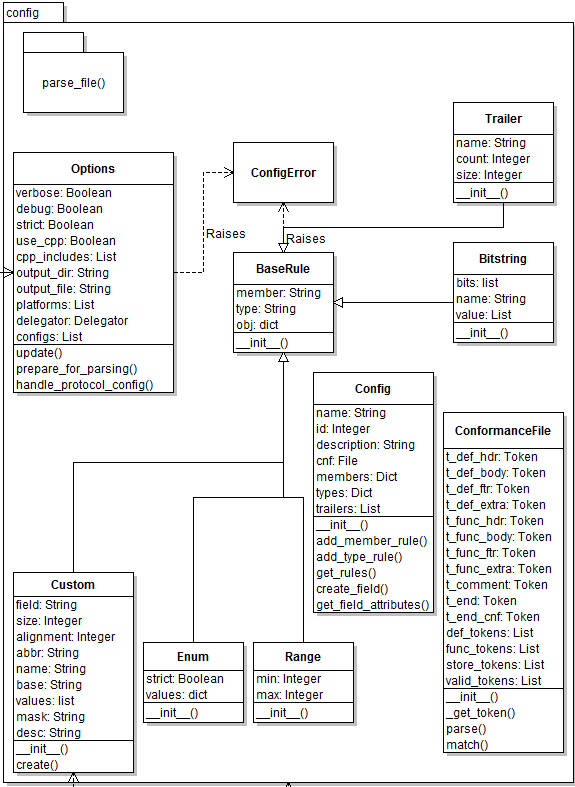 config
parse_file()
Trailer
name: String
count: Integer
size: Integer
__init__()
Options
verbose: Boolean
debug: Boolean
strict: Boolean
use_cpp: Boolean
cpp_includes: List
output_dir: String
output_file: String
platforms: List
delegator: Delegator
configs: List
update()
prepare_for_parsing()
handle_protocol_config()
ConfigError
Raises
Raises
BaseRule
member: String
type: String
obj: dict
__init__()
Bitstring
bits: list
name: String
value: List
__init__()
Config
name: String
id: Integer
description: String
cnf: File
members: Dict
types: Dict
trailers: List
__init__()
add_member_rule()
add_type_rule()
get_rules()
create_field()
get_field_attributes()
ConformanceFile
t_def_hdr: Token
t_def_body: Token
t_def_ftr: Token
t_def_extra: Token
t_func_hdr: Token
t_func_body: Token
t_func_ftr: Token
t_func_extra: Token
t_comment: Token
t_end: Token
t_end_cnf: Token
def_tokens: List
func_tokens: List
store_tokens: List
valid_tokens: List
__init__()
_get_token()
parse()
match()
Custom
field: String
size: Integer
alignment: Integer
abbr: String
name: String
base: String
values: list
mask: String
desc: String
__init__()
create()
Enum
strict: Boolean
values: dict
__init__()
Range
min: Integer
max: Integer
__init__()